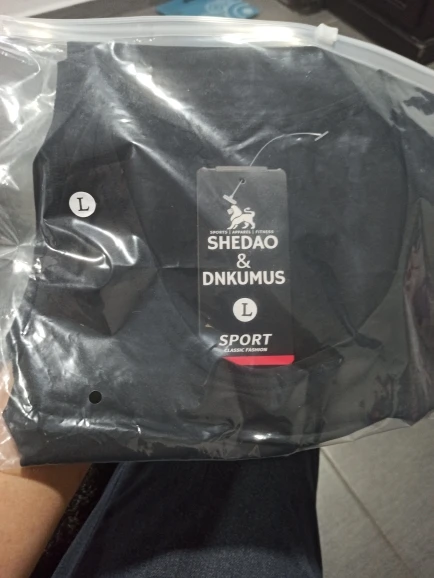 L
SPORTS | APPAREL | FITNESS
SHEDAO
&
DNKUMUS
L
SPORT
CLASSIC FASHION